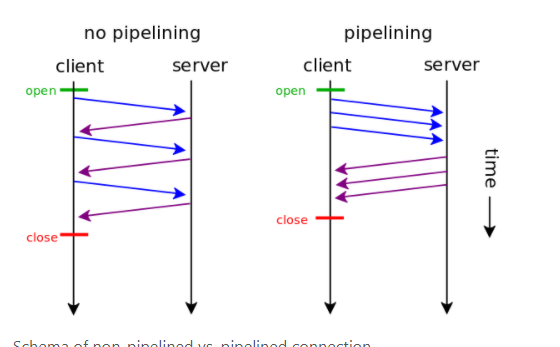 no pipelining
client server
open
close
pipelining
client server
open
close
time
Schema of non-pipelined vs. pipelined connection